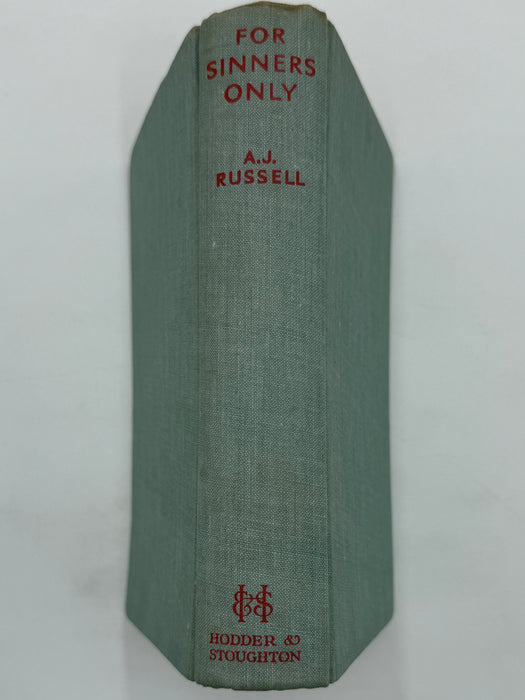 FOR
SINNERS
ONLY
A.J.
RUSSELL
H&S
HODDER &
STOUGHTON